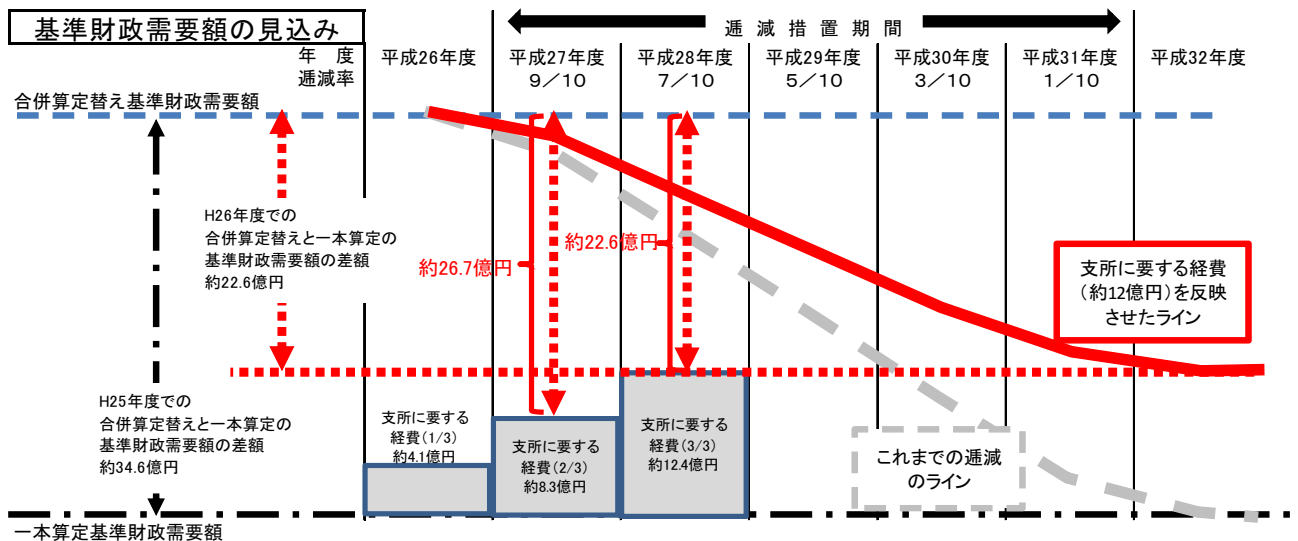 基準財政需要額の見込み
逓減措置期間
年　度
逓減率
平成26年度
平成27年度
9／10
平成28年度
7／10
平成29年度
5／10
平成30年度
3／10
平成31年度
1／10
平成32年度
合併算定替え基準財政需要額
H26年度での
合併算定替えと一本算定の
基準財政需要額の差額
約22.6億円
約26.7億円
約22.6億円
支所に要する経費
（約12億円）を反映
させたライン
H25年度での
合併算定替えと一本算定の
基準財政需要額の差額
約34.6億円
支所に要する
経費（1/3）
約4.1億円
支所に要する
経費（2/3）
約8.3億円
支所に要する
経費（3/3）
約12.4億円
これまでの逓減
のライン
一本算定基準財政需要額